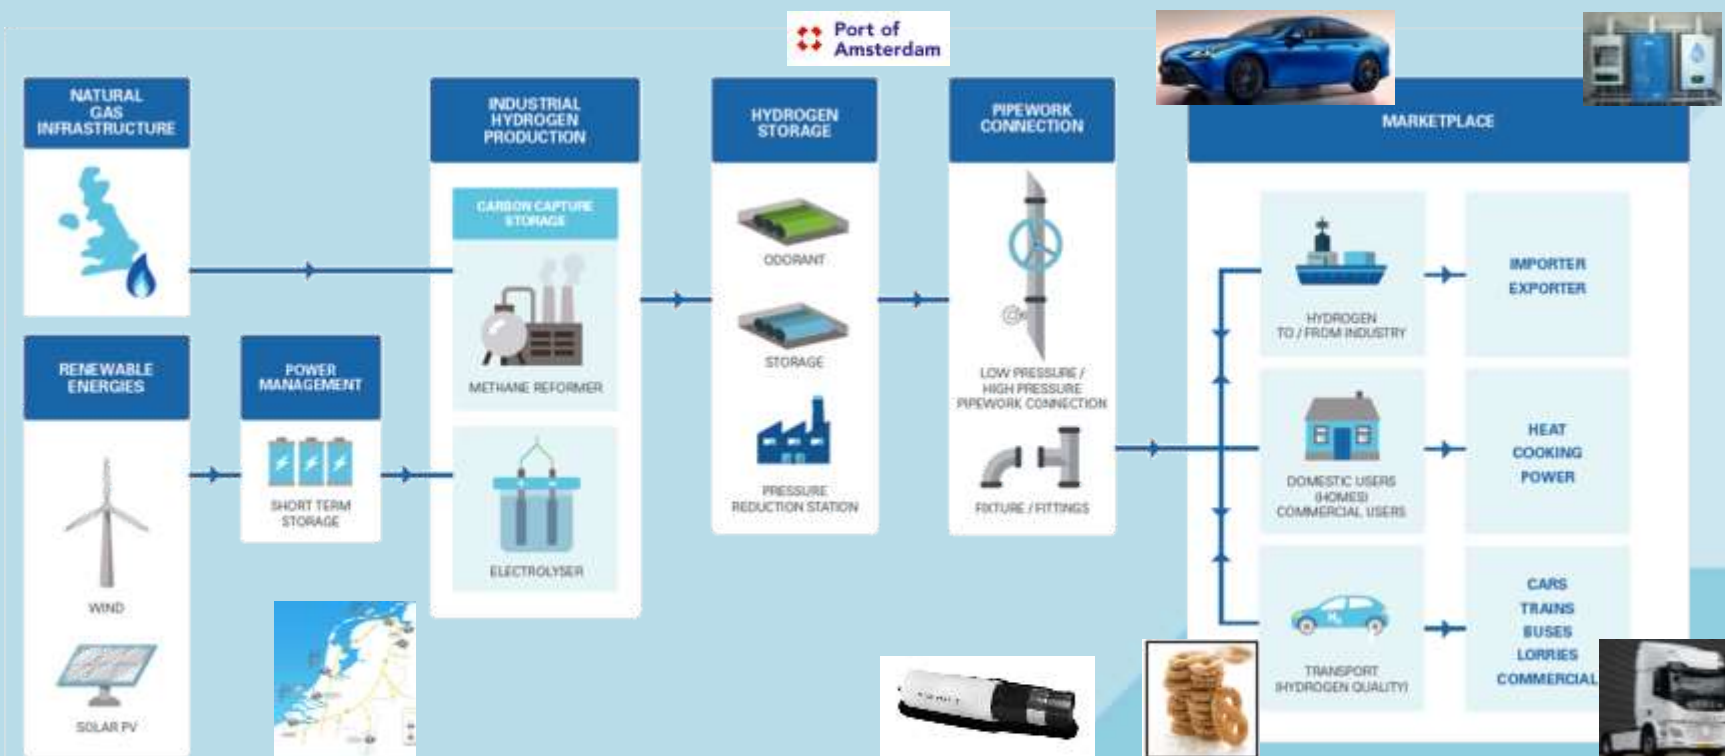 Port of
Amsterdam
NATURAL
GAS
INFRASTRUCTURE
RENEWABLE
ENERGIES
WIND
SOLAR PV
POWER
MANAGEMENT
SHORT TERM
STORAGE
INDUSTRIAL
HYDROGEN
PRODUCTION
CARBON CAPTURE
STORAGE
METHANE REFORMER
ELECTROLYSER
HYDROGEN
STORAGE
ODORANT
STORAGE
PRESSURE
REDUCTION STATION
PIPEWORK
CONNECTION
LOW PRESSURE /
HIGH PRESSURE
PIPEWORK CONNECTION
FIXTURE / FITTINGS
MARKETPLACE
HYDROGEN
TO / FROM INDUSTRY
IMPORTER
EXPORTER
DOMESTIC USERS
(HOMES)
COMMERCIAL USERS
HEAT
COOKING
POWER
TRANSPORT
(HYDROGEN QUALITY)
CARS
TRAINS
BUSES
LORRIES
COMMERCIAL